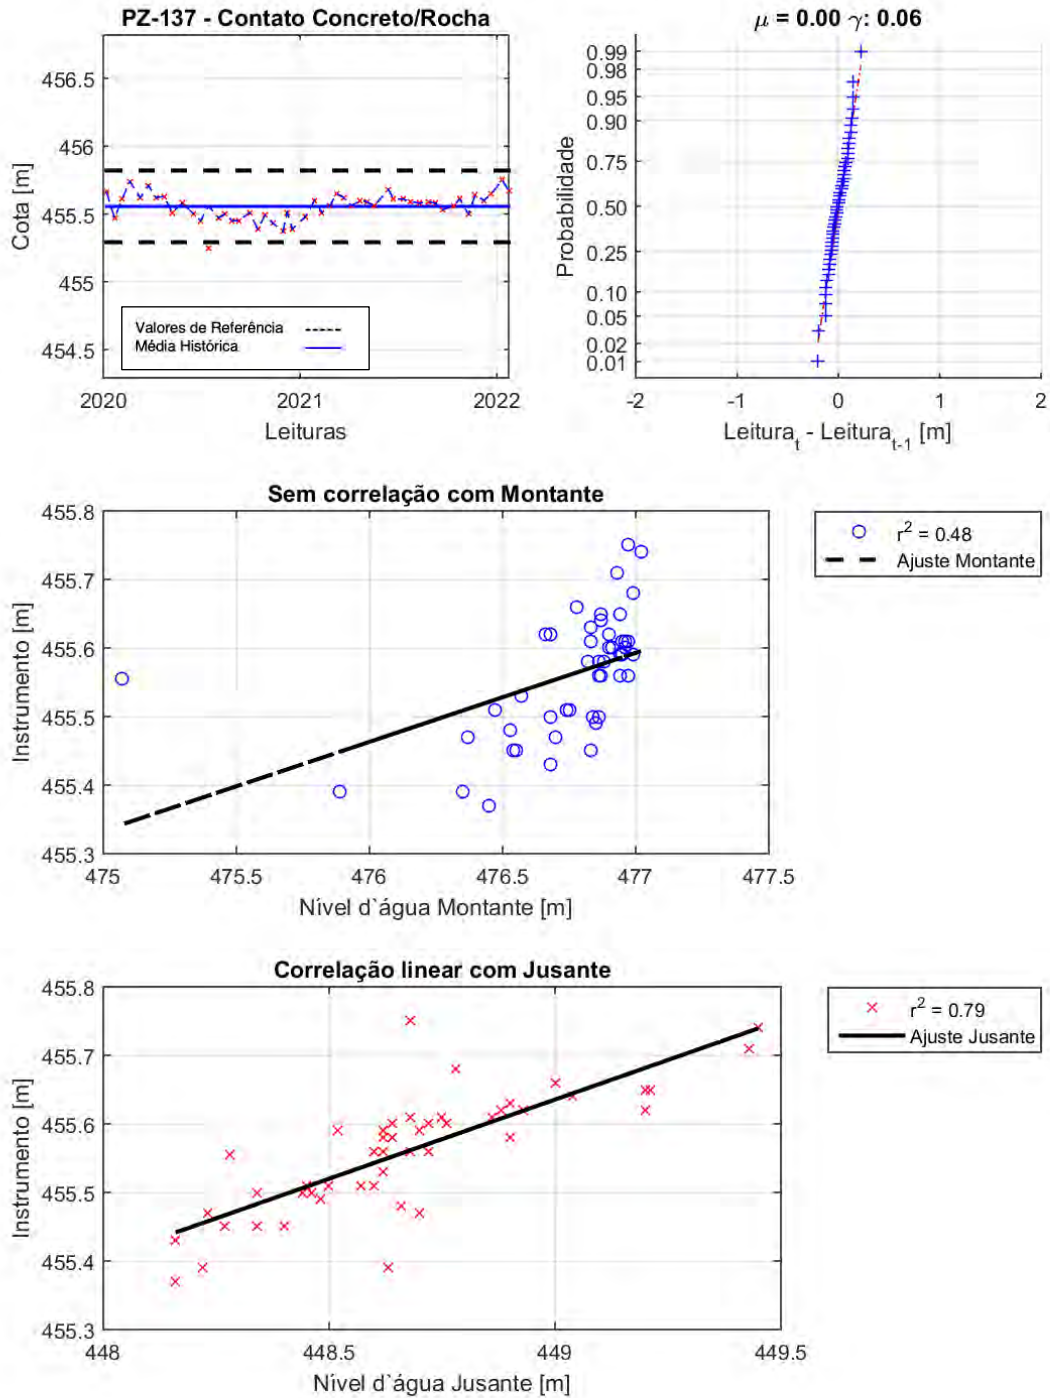 PZ-137 - Contato Concreto/Rocha
456.5
456
455.5
455
454.5
Cota [m]
Valores de Referência
Média Histórica
2020
2021
2022
Leituras
μ = 0.00 γ: 0.06
0.99
0.98
0.95
0.90
0.75
0.50
0.25
0.10
0.05
0.02
0.01
Probabilidade
-2
-1
0
1
2
Leitura_t - Leitura_t-1 [m]
Sem correlação com Montante
455.8
455.7
455.6
455.5
455.4
455.3
Instrumento [m]
475
475.5
476
476.5
477
477.5
Nível d`água Montante [m]
r² = 0.48
Ajuste Montante
Correlação linear com Jusante
455.8
455.7
455.6
455.5
455.4
455.3
Instrumento [m]
448
448.5
449
449.5
Nível d`água Jusante [m]
r² = 0.79
Ajuste Jusante